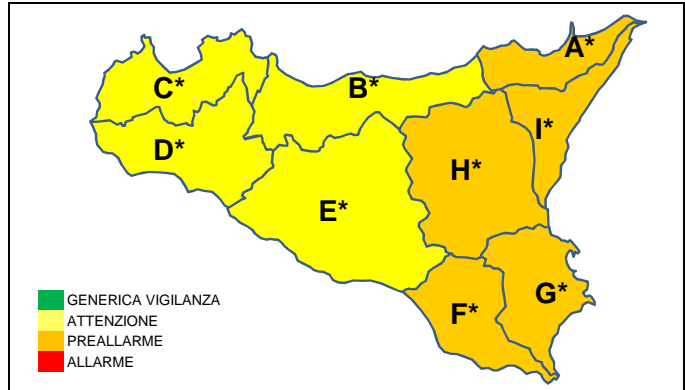 A*
C*
B*
I*
D*
H*
E*
G*
F*
GENERICA VIGILANZA
ATTENZIONE
PREALLARME
ALLARME